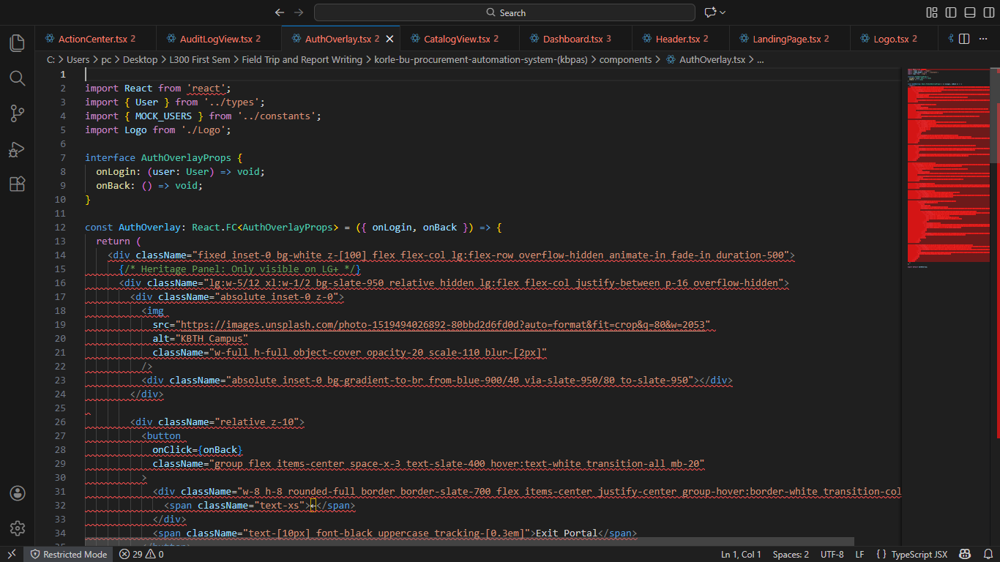 Search
ActionCenter.tsx 2
AuditLogView.tsx 2
AuthOverlay.tsx 2
CatalogView.tsx 2
Dashboard.tsx 3
Header.tsx 2
LandingPage.tsx 2
Logo.tsx 2
C: > Users > pc > Desktop > L300 First Sem > Field Trip and Report Writing > korle-bu-procurement-automation-system-(kbpas) > components > AuthOverlay.tsx > ...
1
2 import React from 'react';
3 import { User } from '../types';
4 import { MOCK_USERS } from '../constants';
5 import Logo from './Logo';
6
7 interface AuthOverlayProps {
8 onLogin: (user: User) => void;
9 onBack: () => void;
10 }
11
12 const AuthOverlay: React.FC<AuthOverlayProps> = ({ onLogin, onBack }) => {
13 return (
14 <div className="fixed inset-0 bg-white z-[100] flex flex-col lg:flex-row overflow-hidden animate-in fade-in duration-500">
15 {/* Heritage Panel: Only visible on LG+ */}
16 <div className="lg:w-5/12 xl:w-1/2 bg-slate-950 relative hidden lg:flex flex-col justify-between p-16 overflow-hidden">
17 <div className="absolute inset-0 z-0">
18 <img
19 src="https://images.unsplash.com/photo-1519494026892-80bbd2d6fd0d?auto=format&fit=crop&q=80&w=2053"
20 alt="KBTH Campus"
21 className="w-full h-full object-cover opacity-20 scale-110 blur-[2px]"
22 />
23 <div className="absolute inset-0 bg-gradient-to-br from-blue-900/40 via-slate-950/80 to-slate-950"></div>
24 </div>
25
26 <div className="relative z-10">
27 <button
28 onClick={onBack}
29 className="group flex items-center space-x-3 text-slate-400 hover:text-white transition-all mb-20"
30 >
31 <div className="w-8 h-8 rounded-full border border-slate-700 flex items-center justify-center group-hover:border-white transition-col
32 <span className="text-xs">←</span>
33 </div>
34 <span className="text-[10px] font-black uppercase tracking-[0.3em]">Exit Portal</span>
Restricted Mode
29 0
Ln 1, Col 1
Spaces: 2
UTF-8
LF
{ } TypeScript JSX